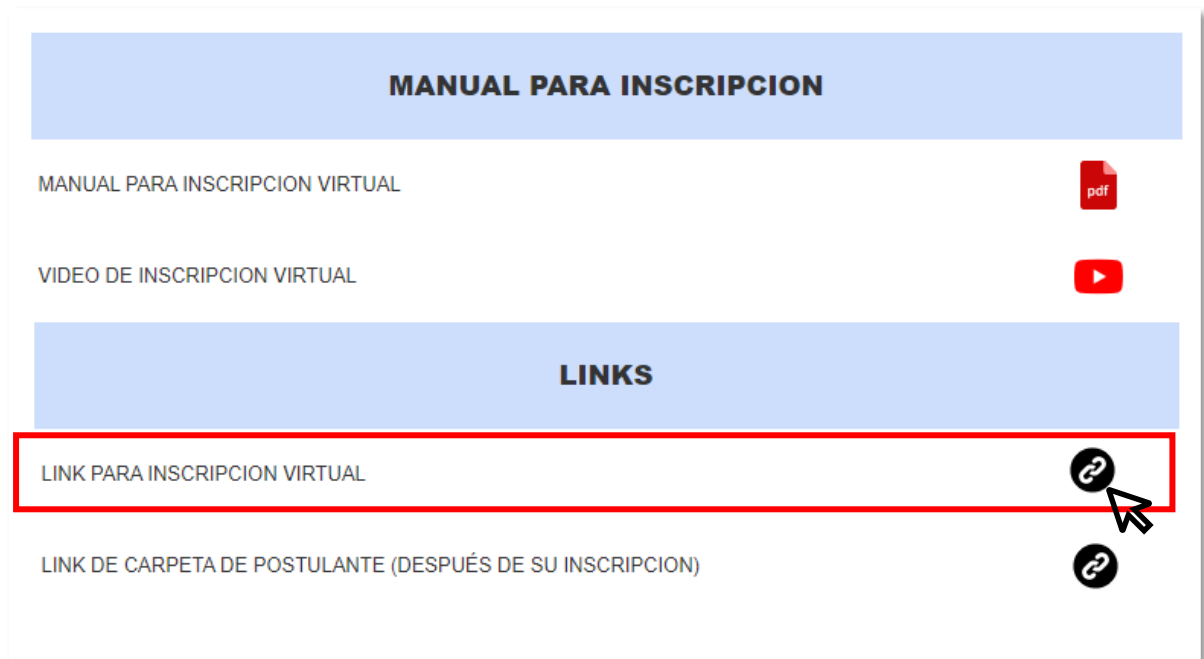 MANUAL PARA INSCRIPCION
MANUAL PARA INSCRIPCION VIRTUAL
pdf
VIDEO DE INSCRIPCION VIRTUAL
LINKS
LINK PARA INSCRIPCION VIRTUAL
LINK DE CARPETA DE POSTULANTE (DESPUÉS DE SU INSCRIPCION)